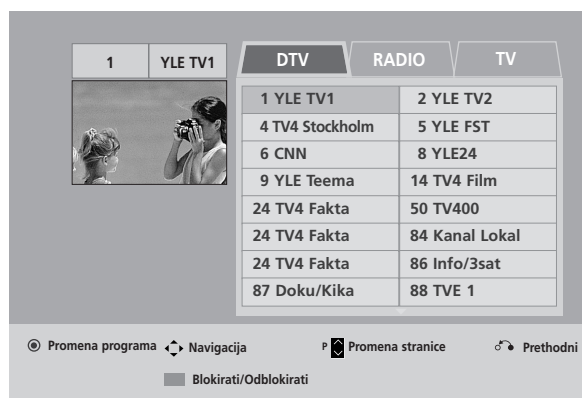 1 YLE TV1 DTV RADIO TV
1 YLE TV1 2 YLE TV2
4 TV4 Stockholm 5 YLE FST
6 CNN 8 YLE24
9 YLE Teema 14 TV4 Film
24 TV4 Fakta 50 TV400
24 TV4 Fakta 84 Kanal Lokal
24 TV4 Fakta 86 Info/3sat
87 Doku/Kika 88 TVE 1
Promena programa Navigacija P Promena stranice Prethodni
Blokirati/Odblokirati